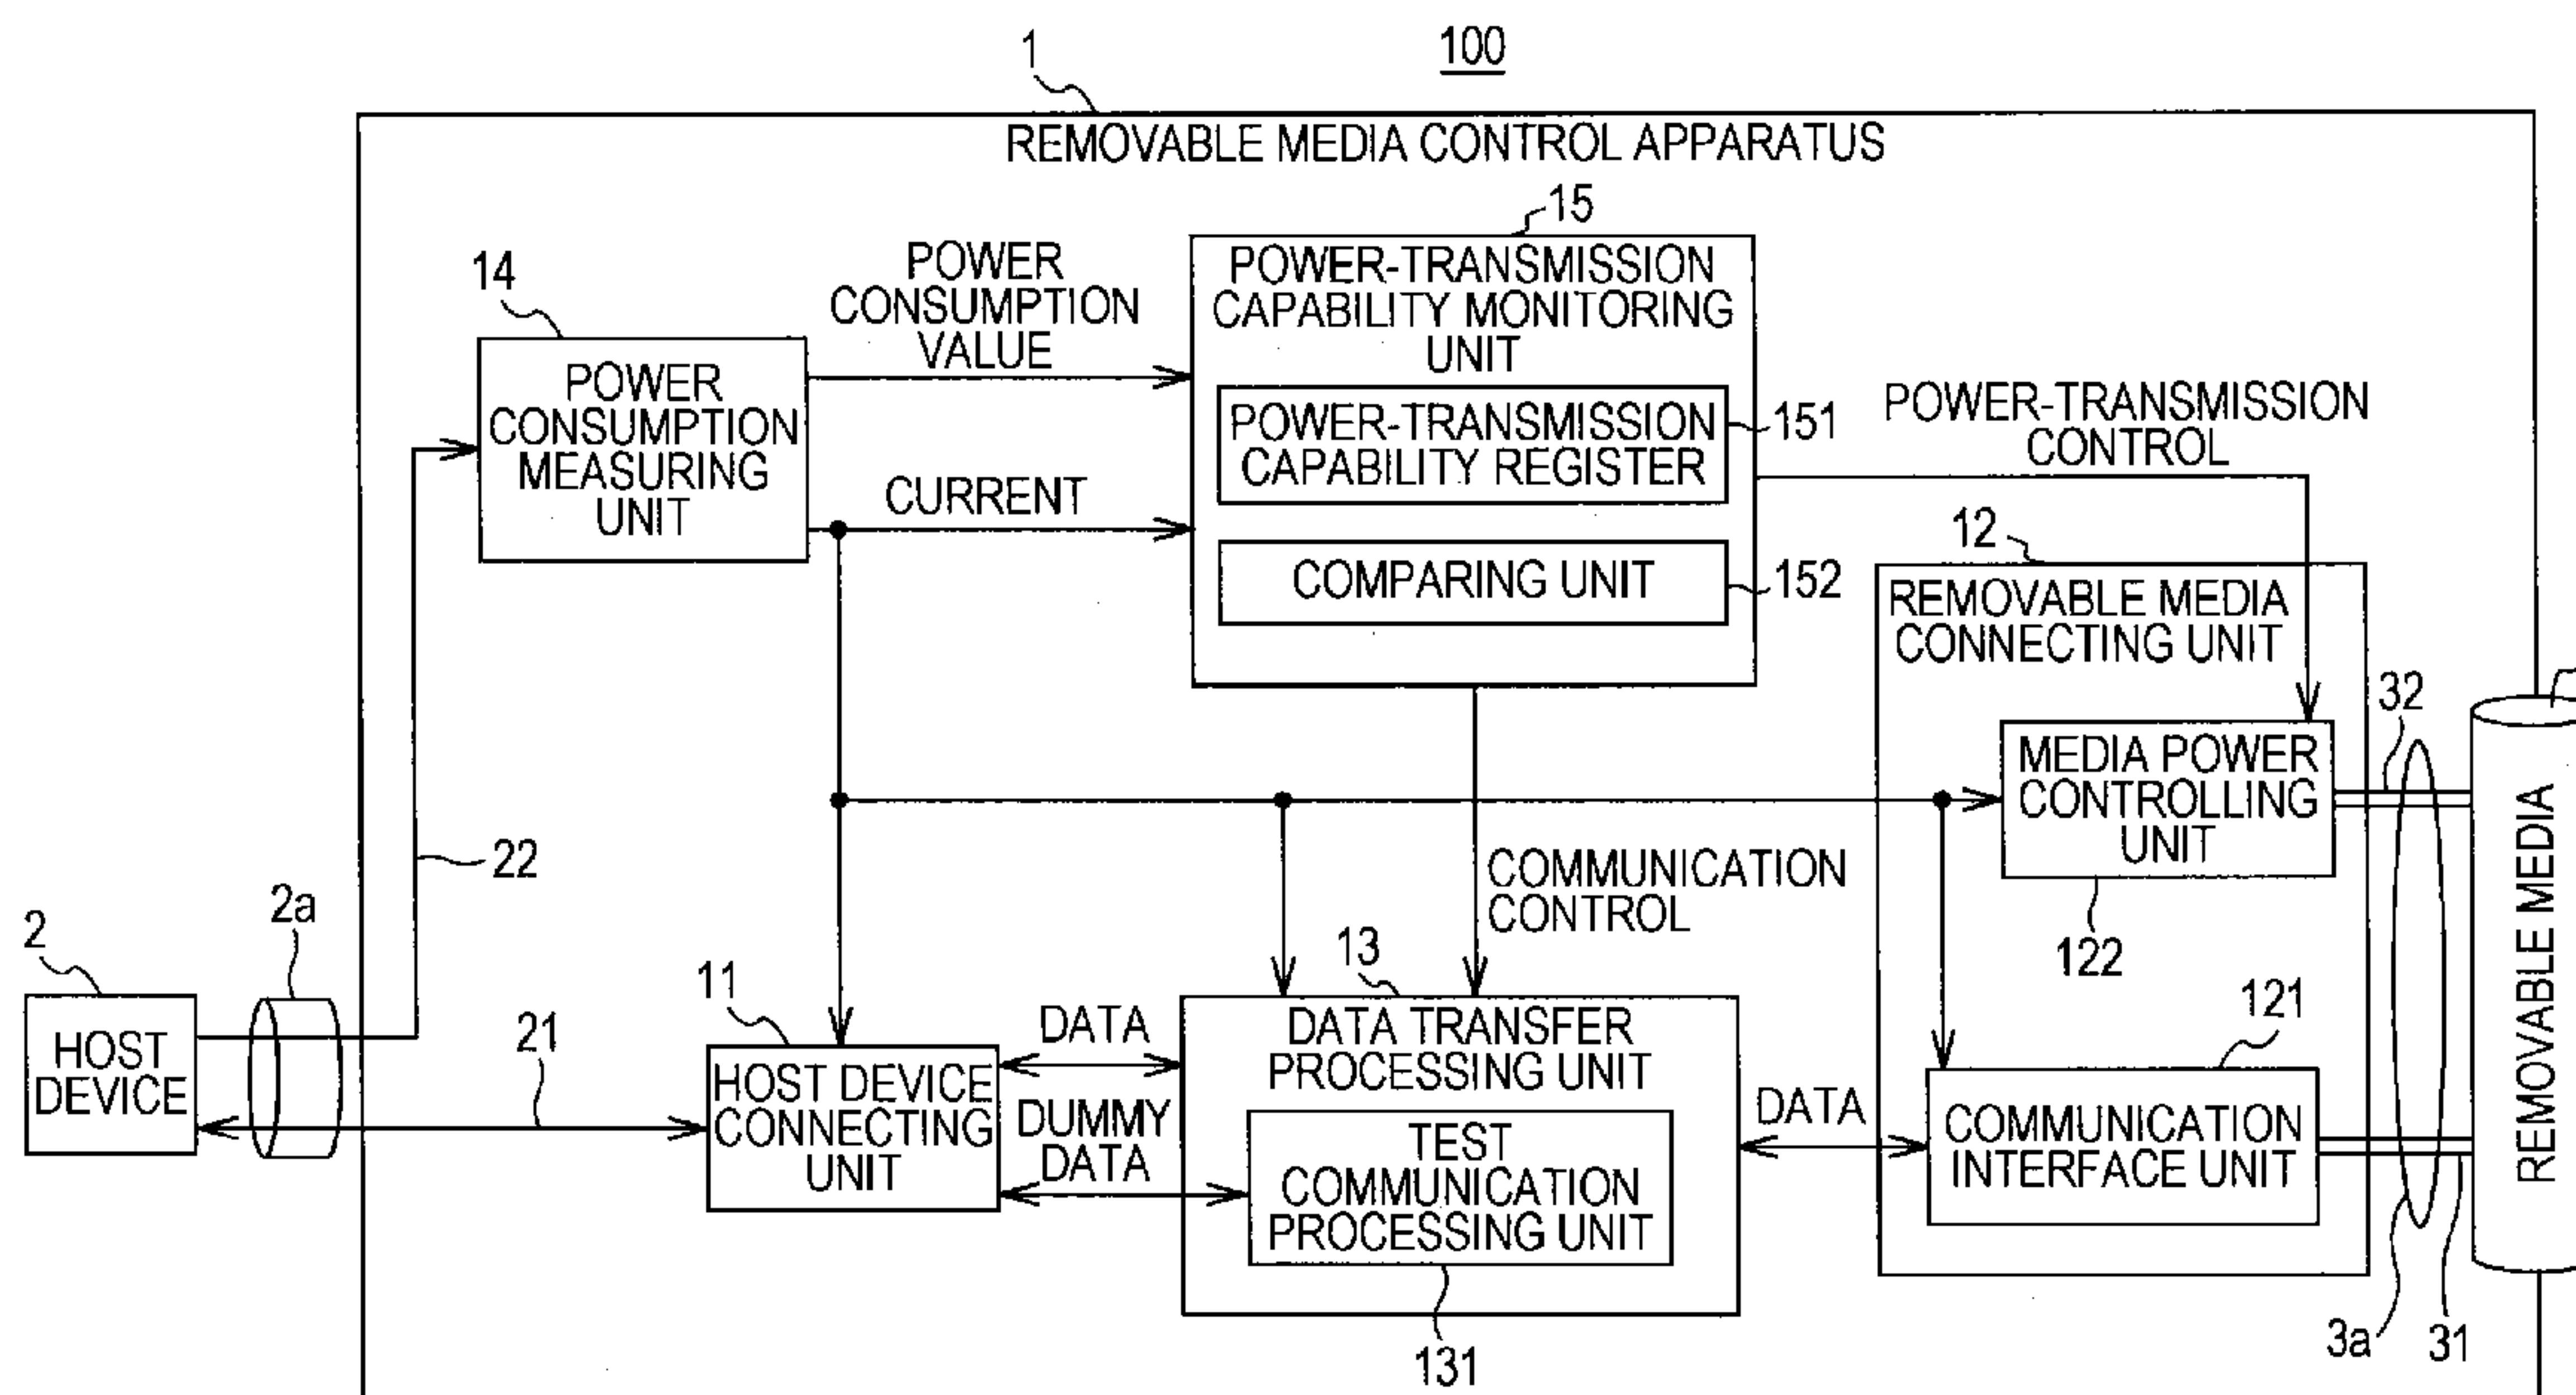 100
1
REMOVABLE MEDIA CONTROL APPARATUS
15
14
POWER
CONSUMPTION
VALUE
POWER-TRANSMISSION
CAPABILITY MONITORING
UNIT
POWER
CONSUMPTION
MEASURING
UNIT
POWER-TRANSMISSION
CAPABILITY REGISTER
151
POWER-TRANSMISSION
CONTROL
CURRENT
COMPARING UNIT
152
12
REMOVABLE MEDIA
CONNECTING UNIT
32
MEDIA POWER
CONTROLLING
UNIT
122
REMOVABLE MEDIA
22
COMMUNICATION
CONTROL
2
2a
HOST
DEVICE
21
11
HOST DEVICE
CONNECTING
UNIT
DATA
DUMMY
DATA
13
DATA TRANSFER
PROCESSING UNIT
TEST
COMMUNICATION
PROCESSING UNIT
131
DATA
121
COMMUNICATION
INTERFACE UNIT
3a
31